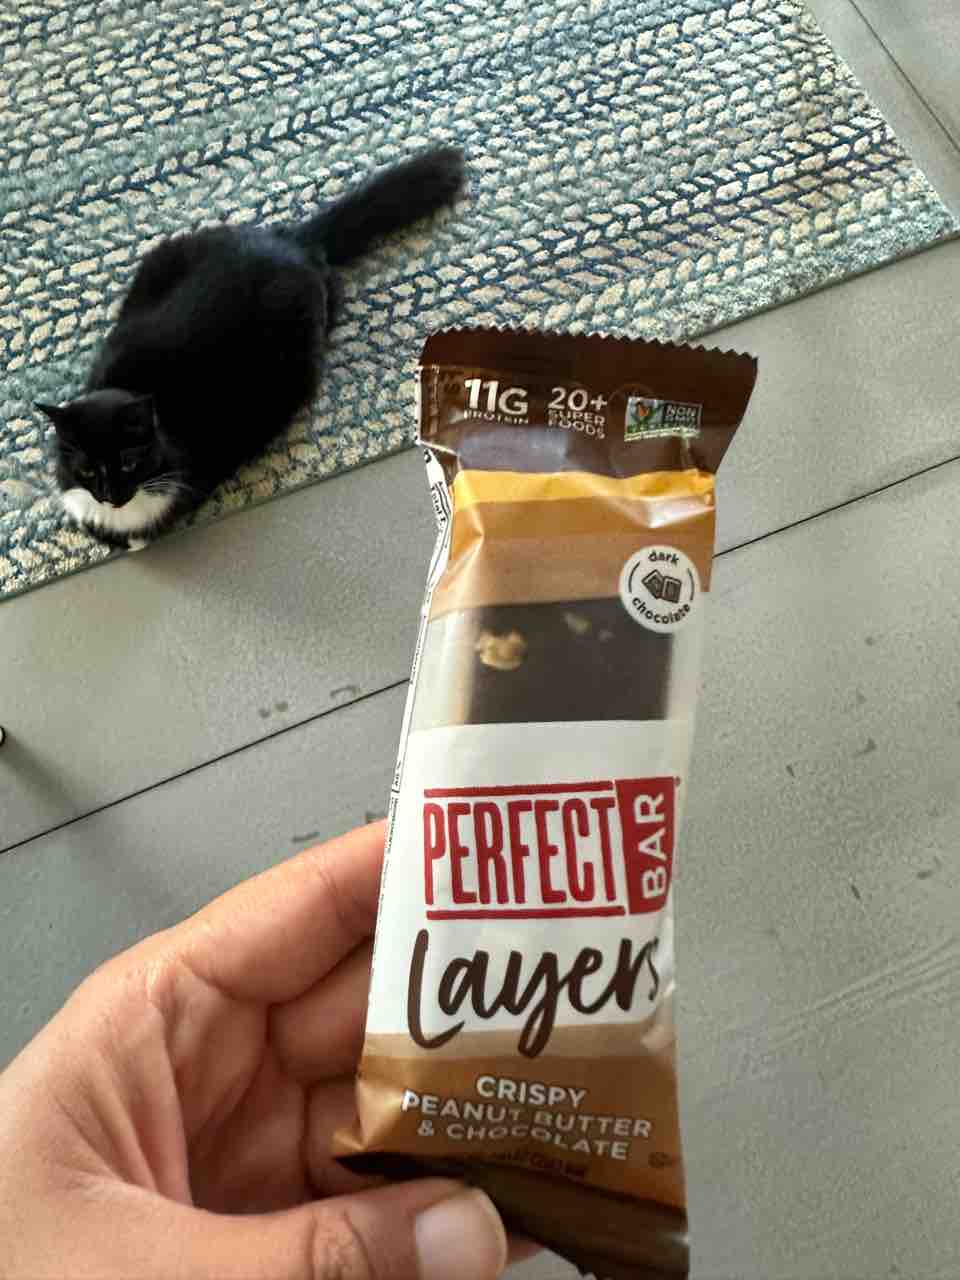 11G
PROTEIN
20+
SUPER
FOODS
NON
GMO
dark
chocolate
PERFECT
BAR
Layers
CRISPY
PEANUT BUTTER
& CHOCOLATE